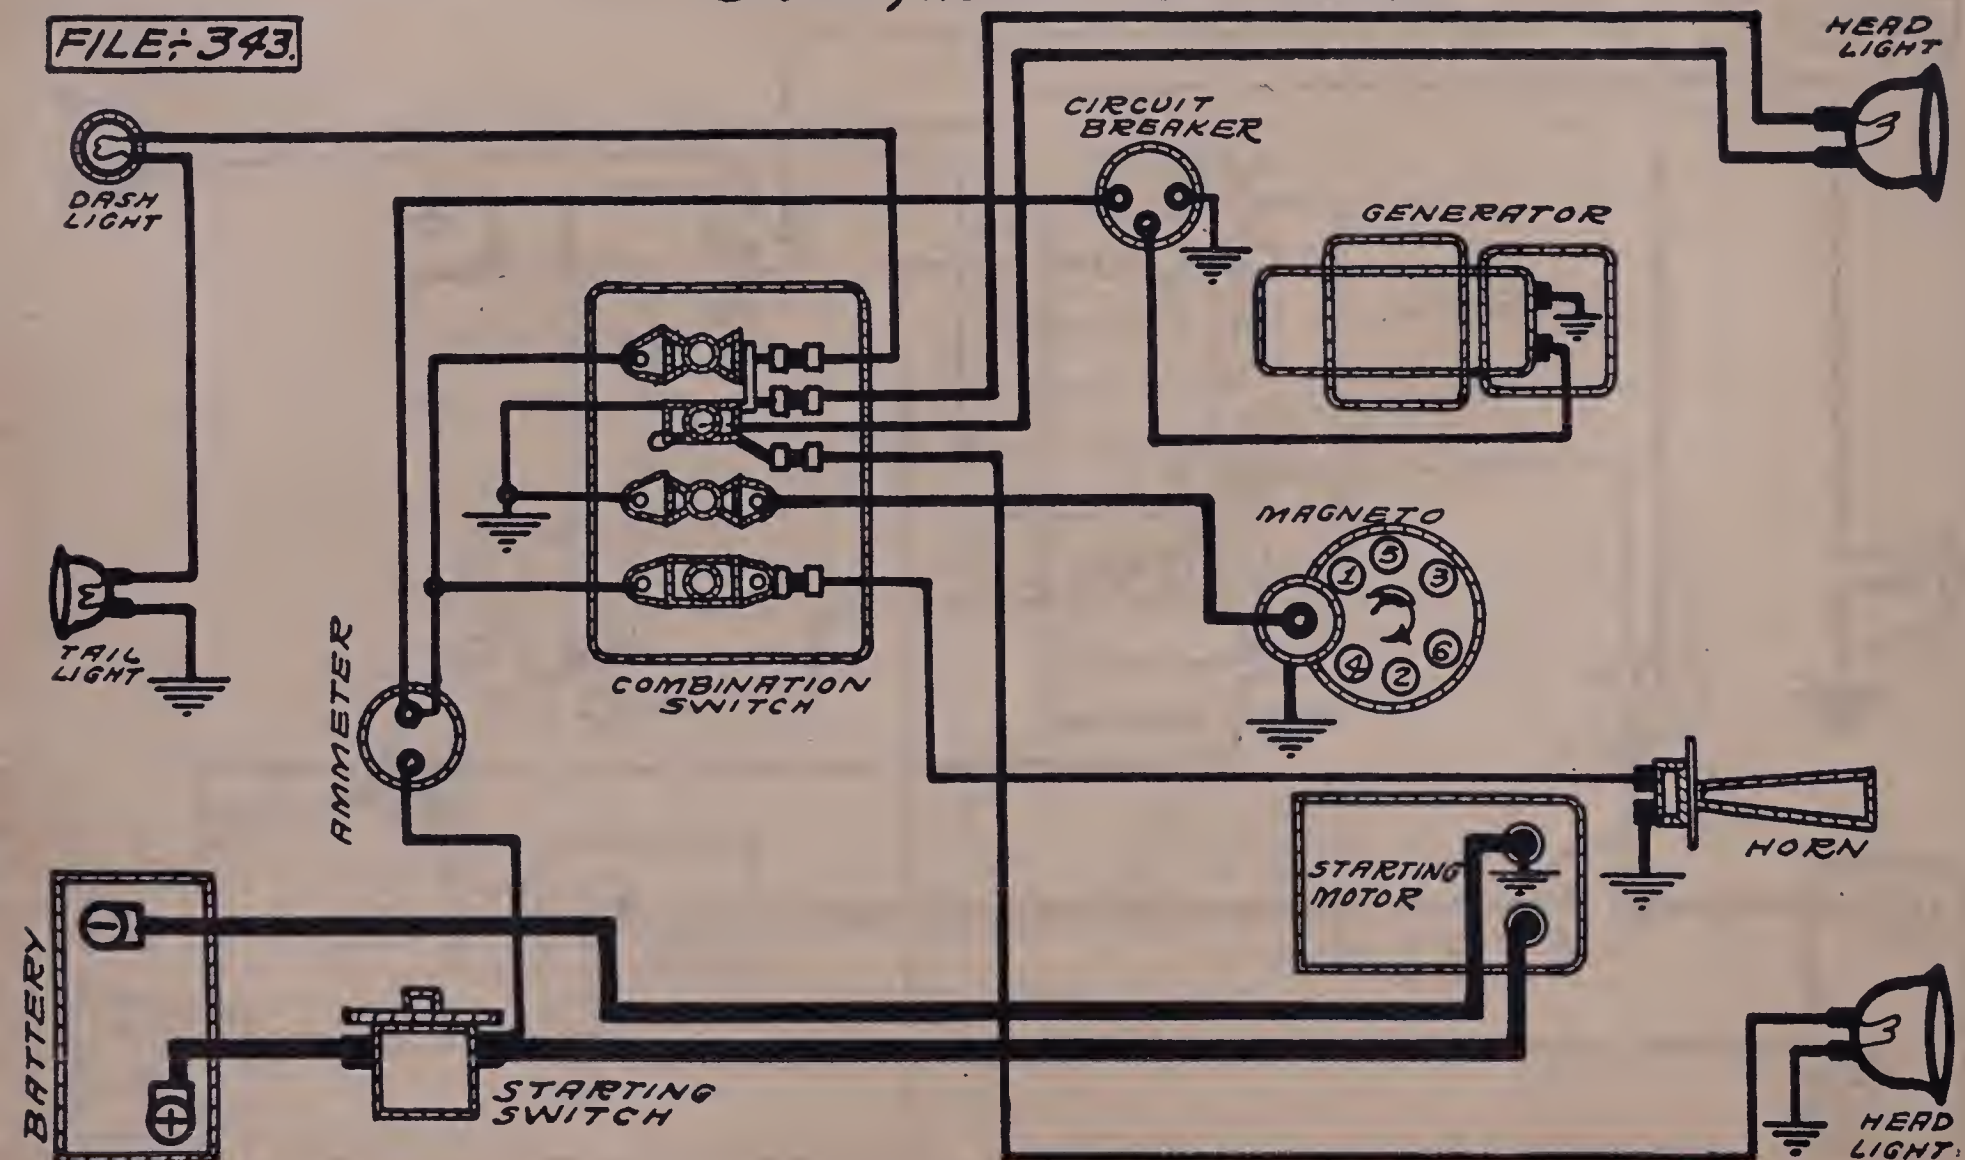 FILE÷343.
HEAD
LIGHT
CIRCUIT
BREAKER
DASH
LIGHT
GENERATOR
MAGNETO
1
5
3
6
2
4
TAIL
LIGHT
AMMETER
COMBINATION
SWITCH
HORN
STARTING
MOTOR
BATTERY
STARTING
SWITCH
HEAD
LIGHT: